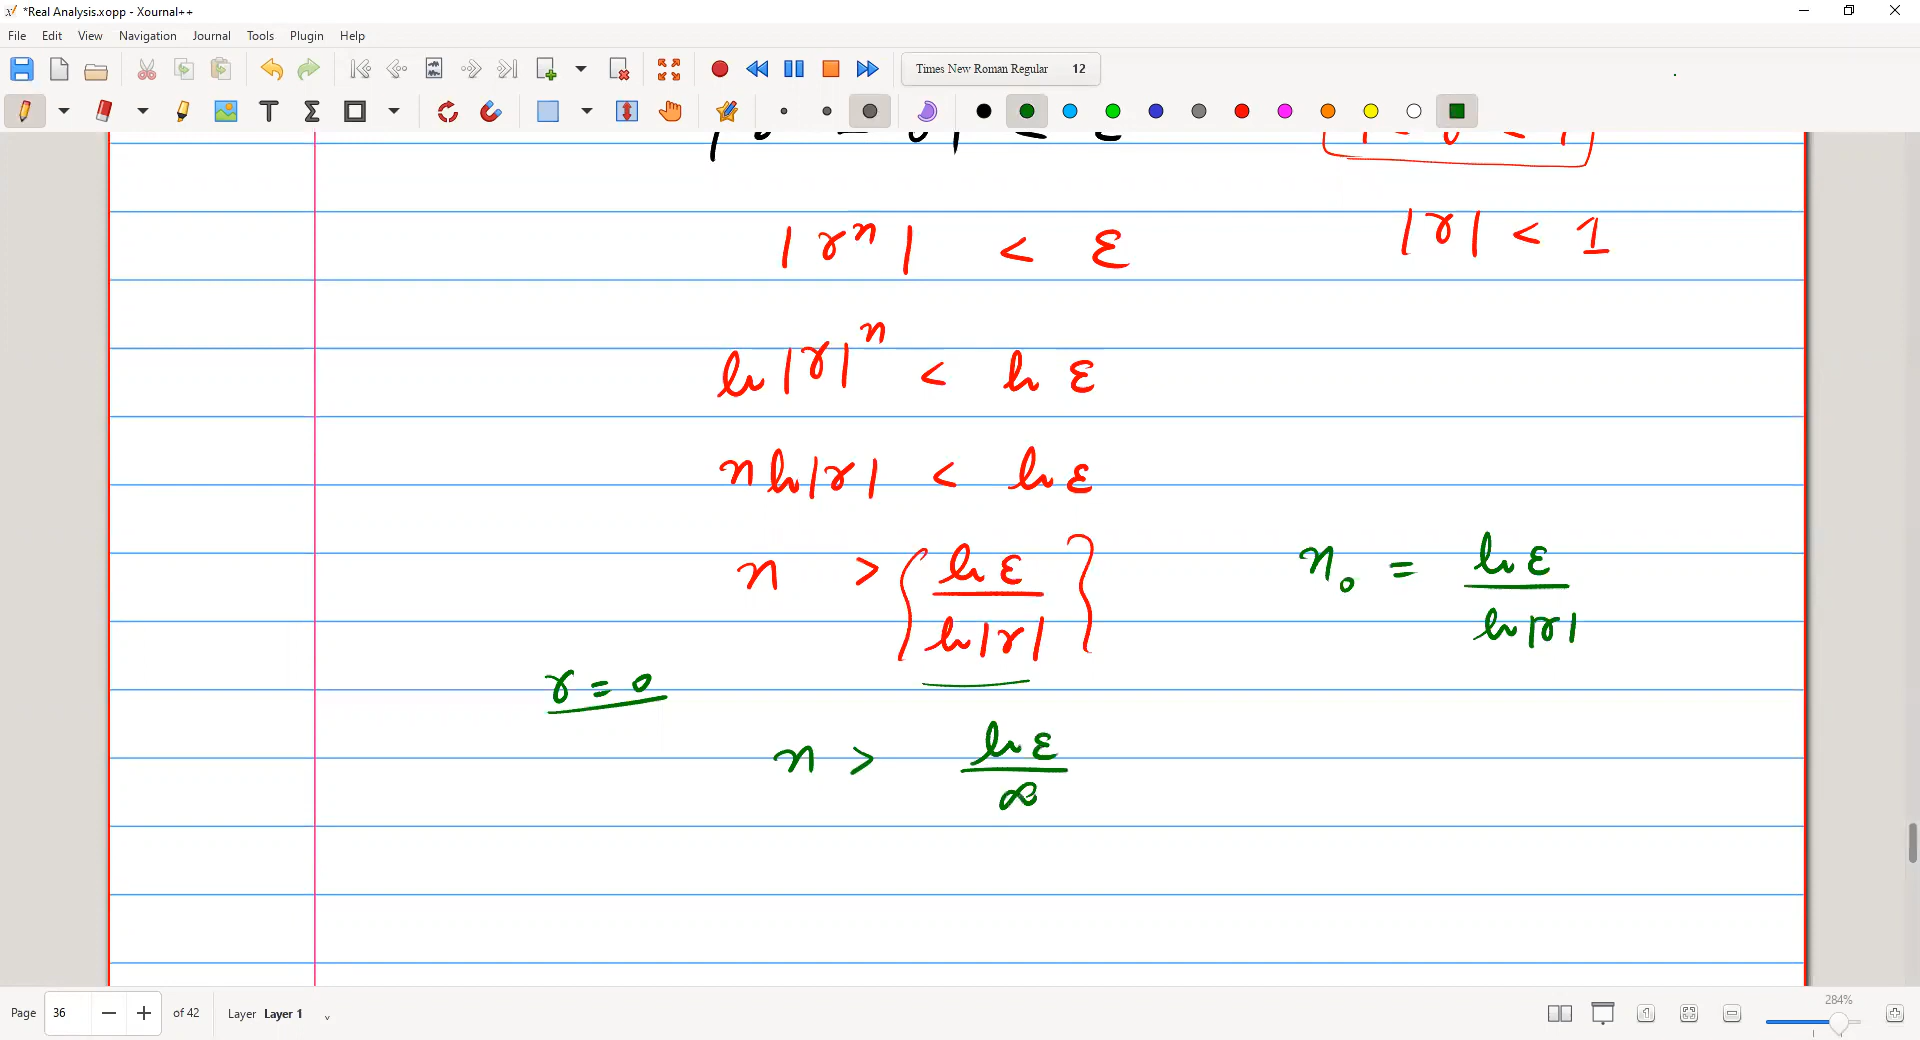 *Real Analysis.xopp - Xournal++
File Edit View Navigation Journal Tools Plugin Help
Times New Roman Regular 12
|r^n| < ε
|r| < 1
ln |r|^n < ln ε
n ln |r| < ln ε
n > { ln ε / ln |r| }
n₀ = ln ε / ln |r|
r = 0
n > ln ε / ∞
Page 36 of 42 Layer Layer 1
284%